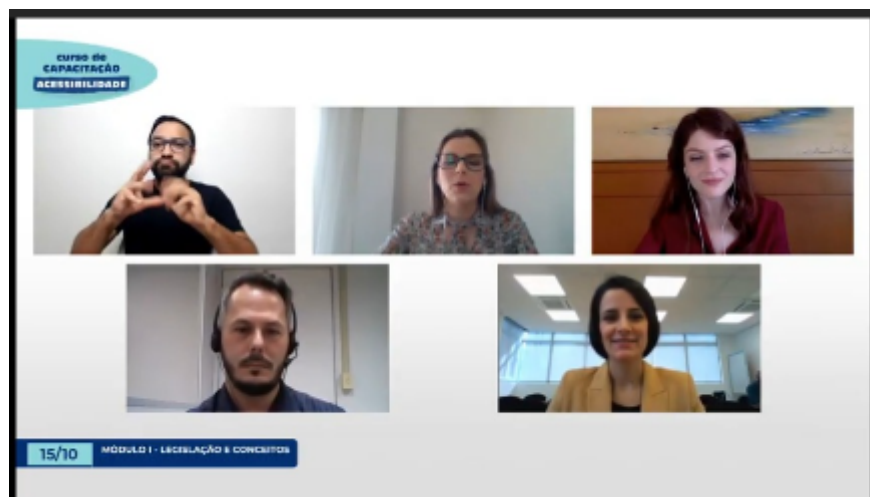 curso de
CAPACITAÇÃO
ACESSIBILIDADE
15/10 MÓDULO I - LEGISLAÇÃO E CONCEITOS